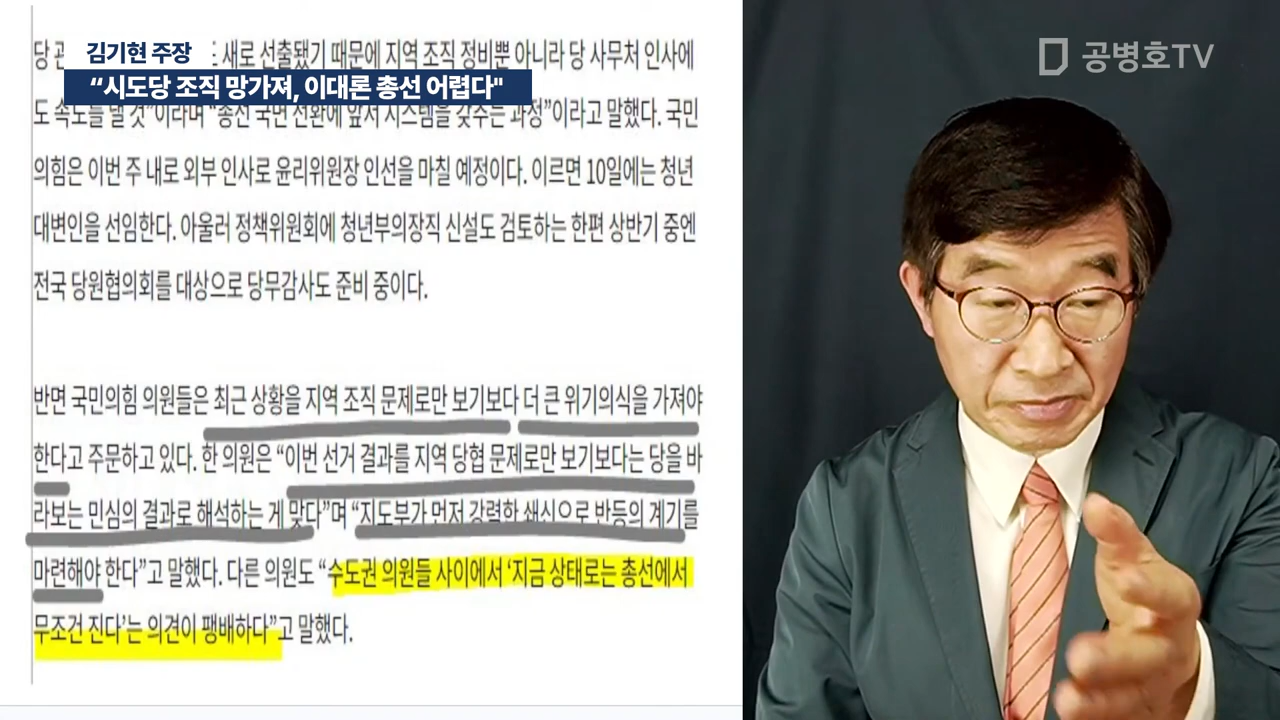 김기현 주장
“시도당 조직 망가져, 이대론 총선 어렵다"
공병호TV
당 새로 선출됐기 때문에 지역 조직 정비뿐 아니라 당 사무처 인사에
도 속도를 낼 것”이라며 “총선 국면 전환에 앞서 시스템을 갖추는 과정”이라고 말했다. 국민
의힘은 이번 주 내로 외부 인사로 윤리위원장 인선을 마칠 예정이다. 이르면 10일에는 청년
대변인을 선임한다. 아울러 정책위원회에 청년부의장직 신설도 검토하는 한편 상반기 중엔
전국 당원협의회를 대상으로 당무감사도 준비 중이다.
반면 국민의힘 의원들은 최근 상황을 지역 조직 문제로만 보기보다 더 큰 위기의식을 가져야
한다고 주문하고 있다. 한 의원은 “이번 선거 결과를 지역 당협 문제로만 보기보다는 당을 바
라보는 민심의 결과로 해석하는 게 맞다”며 “지도부가 먼저 강력한 쇄신으로 반등의 계기를
마련해야 한다”고 말했다. 다른 의원도 “수도권 의원들 사이에서 ‘지금 상태로는 총선에서
무조건 진다’는 의견이 팽배하다”고 말했다.